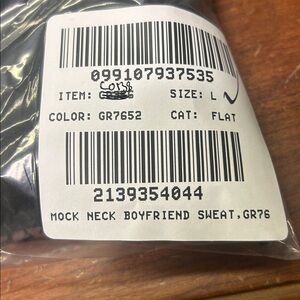 099107937535
ITEM: SIZE: L
COLOR: GR7652 CAT: FLAT
2139354044
MOCK NECK BOYFRIEND SWEAT,GR76